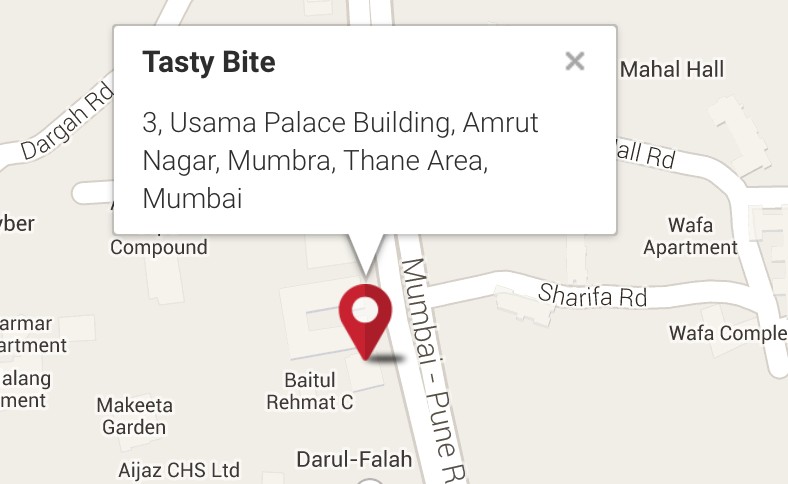 Tasty Bite
3, Usama Palace Building, Amrut
Nagar, Mumbra, Thane Area,
Mumbai
Mahal Hall
Dargah Rd
all Rd
yber
Compound
Wafa
Apartment
Mumbai - Pune R
Sharifa Rd
armar
artment
Wafa Comple
alang
ment
Baitul
Rehmat C
Makeeta
Garden
Darul-Falah
Aijaz CHS Ltd